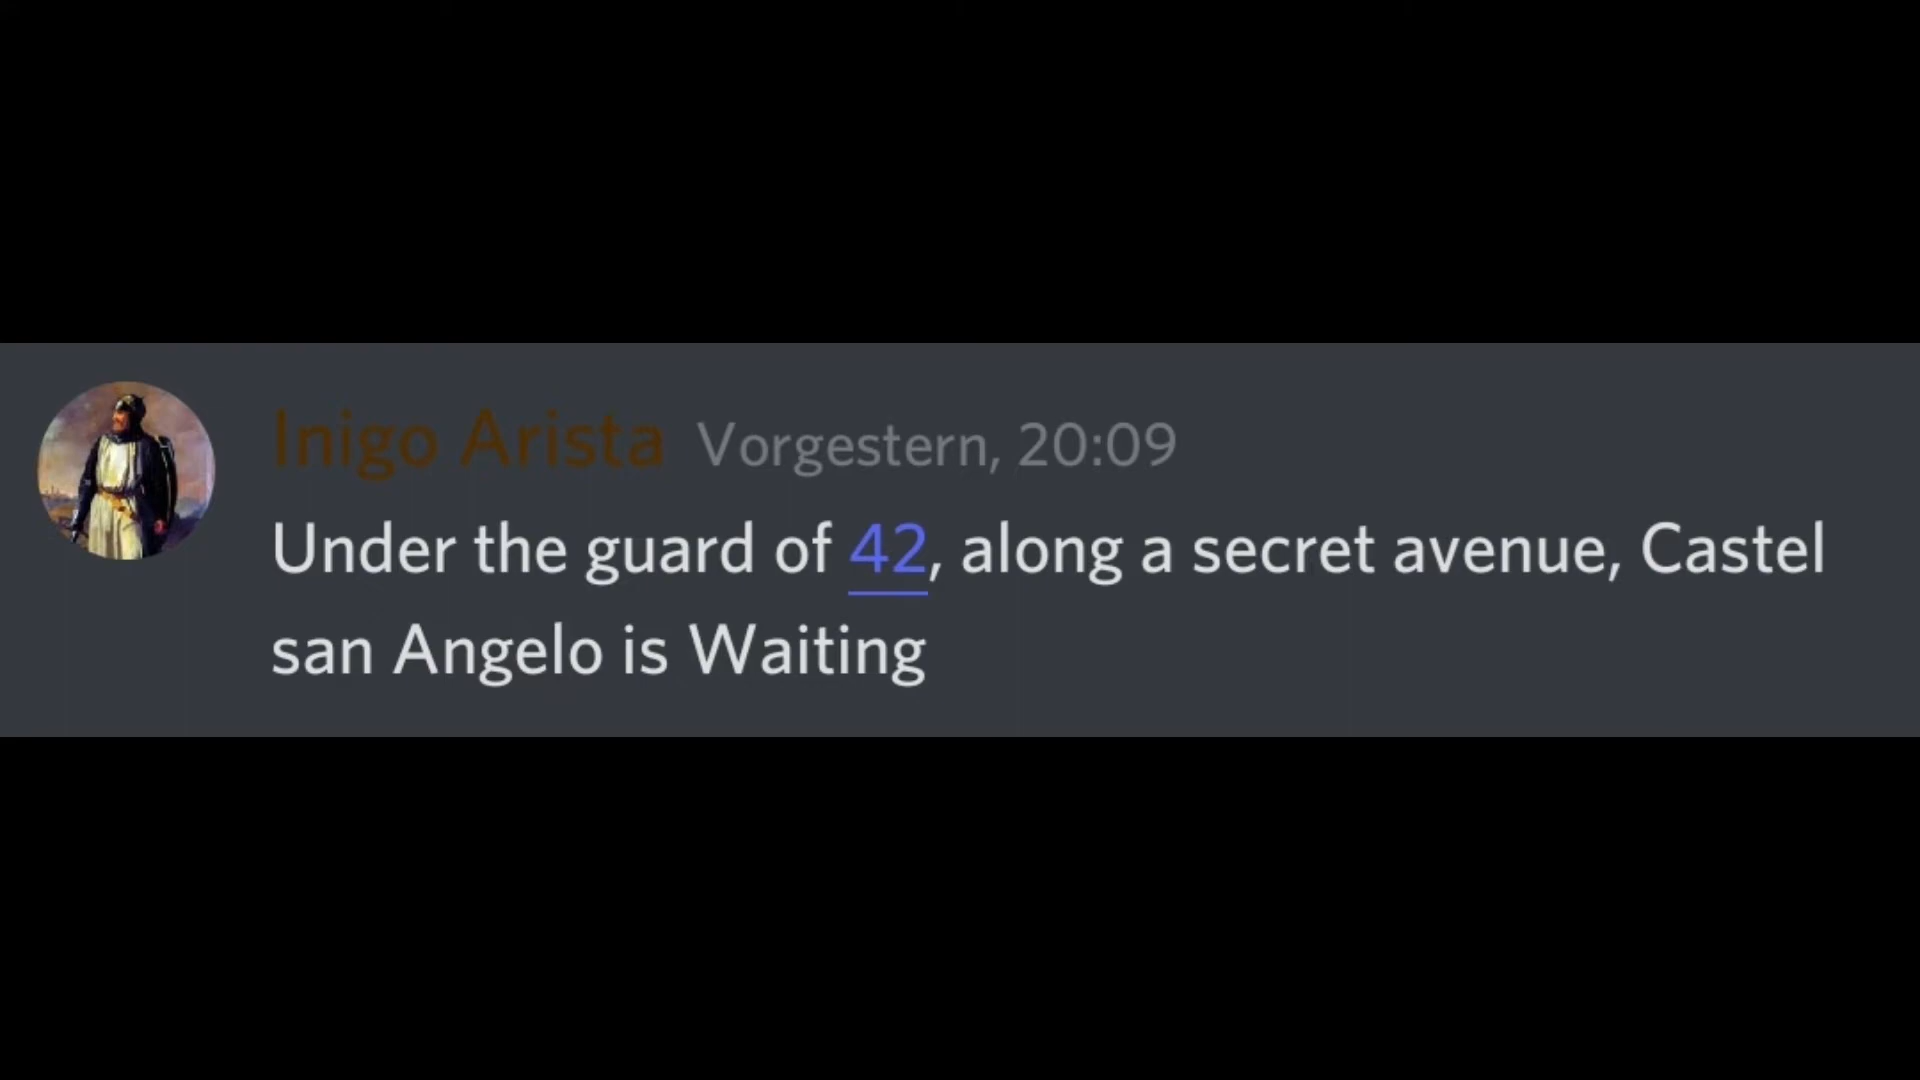 Inigo Arista Vorgestern, 20:09
Under the guard of 42, along a secret avenue, Castel
san Angelo is Waiting